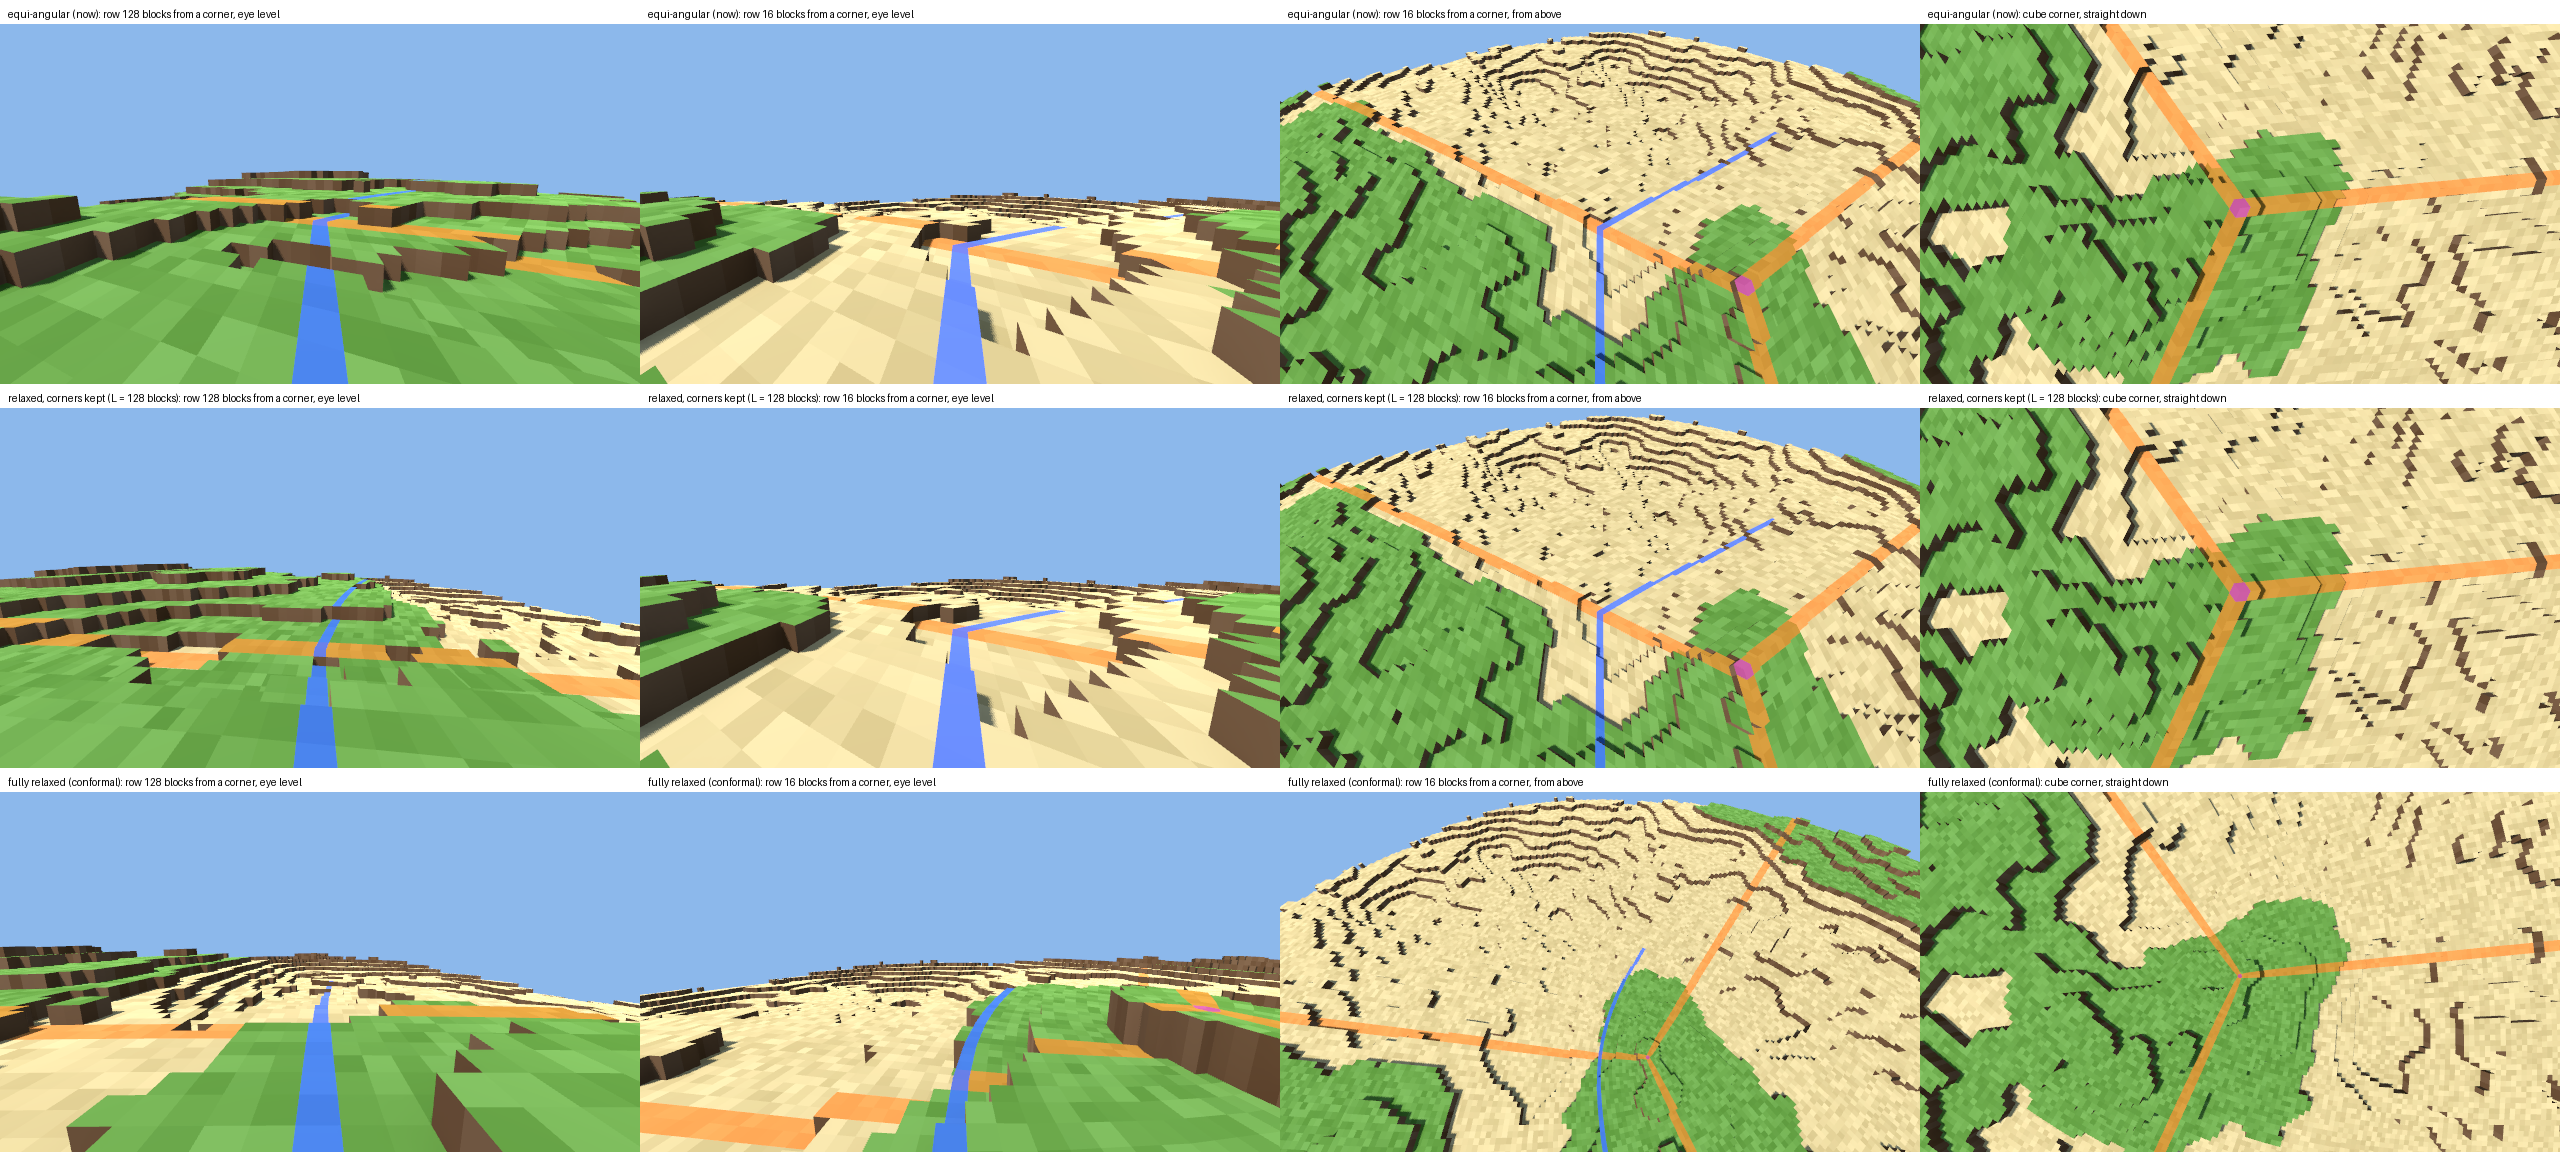 equi-angular (now): row 128 blocks from a corner, eye level
equi-angular (now): row 16 blocks from a corner, eye level
equi-angular (now): row 16 blocks from a corner, from above
equi-angular (now): cube corner, straight down
relaxed, corners kept (L = 128 blocks): row 128 blocks from a corner, eye level
relaxed, corners kept (L = 128 blocks): row 16 blocks from a corner, eye level
relaxed, corners kept (L = 128 blocks): row 16 blocks from a corner, from above
relaxed, corners kept (L = 128 blocks): cube corner, straight down
fully relaxed (conformal): row 128 blocks from a corner, eye level
fully relaxed (conformal): row 16 blocks from a corner, eye level
fully relaxed (conformal): row 16 blocks from a corner, from above
fully relaxed (conformal): cube corner, straight down